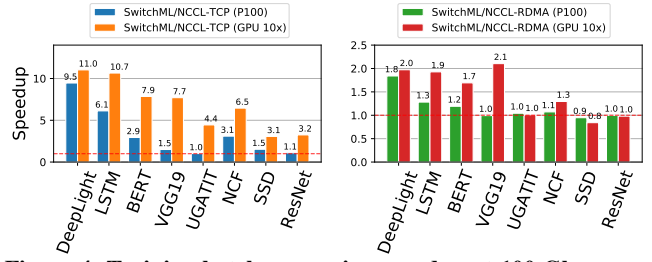 SwitchML/NCCL-TCP (P100)
SwitchML/NCCL-TCP (GPU 10x)
SwitchML/NCCL-RDMA (P100)
SwitchML/NCCL-RDMA (GPU 10x)
Speedup
10
5
0
9.5 11.0 6.1 10.7 2.9 7.9 1.5 7.7 1.0 4.4 3.1 6.5 1.5 3.1 1.1 3.2
DeepLight LSTM BERT VGG19 UGATIT NCF SSD ResNet
2.5
2.0
1.5
1.0
0.5
0.0
1.8 2.0 1.3 1.9 1.2 1.7 1.0 2.1 1.0 1.0 1.1 1.3 0.9 0.8 1.0 1.0
DeepLight LSTM BERT VGG19 UGATIT NCF SSD ResNet